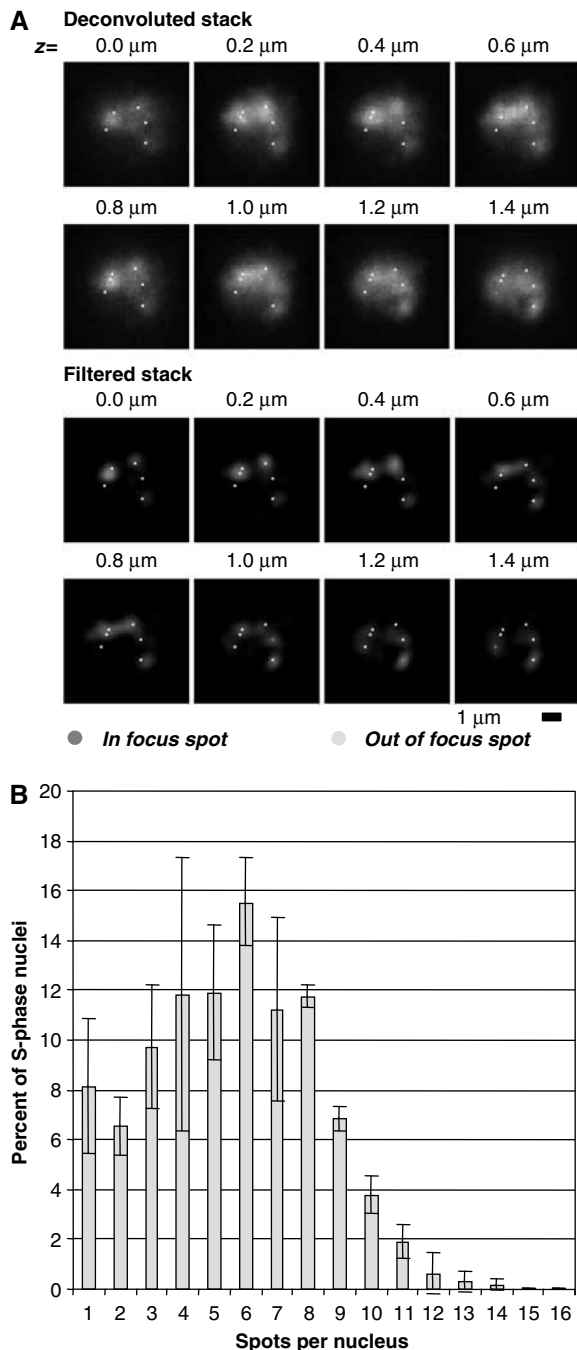 A
Deconvoluted stack
z= 0.0 µm 0.2 µm 0.4 µm 0.6 µm
0.8 µm 1.0 µm 1.2 µm 1.4 µm
Filtered stack
0.0 µm 0.2 µm 0.4 µm 0.6 µm
0.8 µm 1.0 µm 1.2 µm 1.4 µm
1 µm
In focus spot Out of focus spot
B
Percent of S-phase nuclei
20
18
16
14
12
10
8
6
4
2
0
1 2 3 4 5 6 7 8 9 10 11 12 13 14 15 16
Spots per nucleus